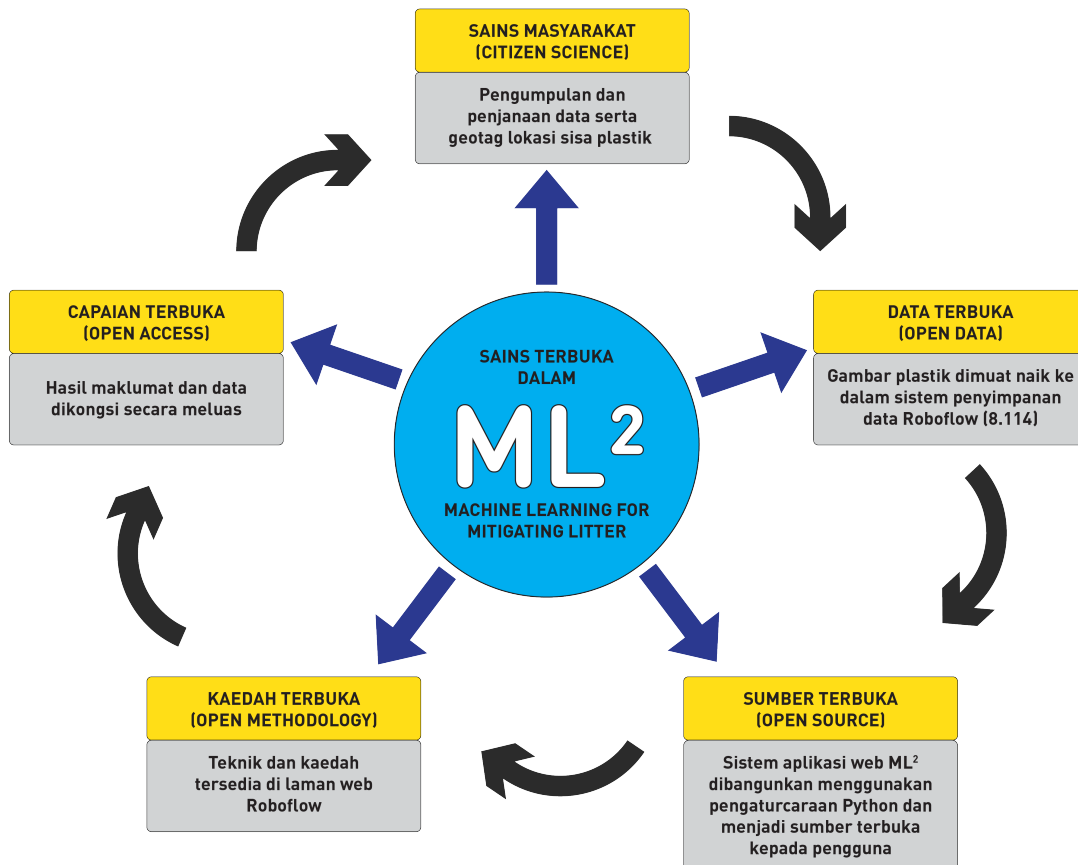 SAINS MASYARAKAT
(CITIZEN SCIENCE)
Pengumpulan dan
penjanaan data serta
geotag lokasi sisa plastik
CAPAIAN TERBUKA
(OPEN ACCESS)
Hasil maklumat dan data
dikongsi secara meluas
SAINS TERBUKA
DALAM
ML²
MACHINE LEARNING FOR
MITIGATING LITTER
DATA TERBUKA
(OPEN DATA)
Gambar plastik dimuat naik ke
dalam sistem penyimpanan
data Roboflow (8.114)
KAEDAH TERBUKA
(OPEN METHODOLOGY)
Teknik dan kaedah
tersedia di laman web
Roboflow
SUMBER TERBUKA
(OPEN SOURCE)
Sistem aplikasi web ML²
dibangunkan menggunakan
pengaturcaraan Python dan
menjadi sumber terbuka
kepada pengguna